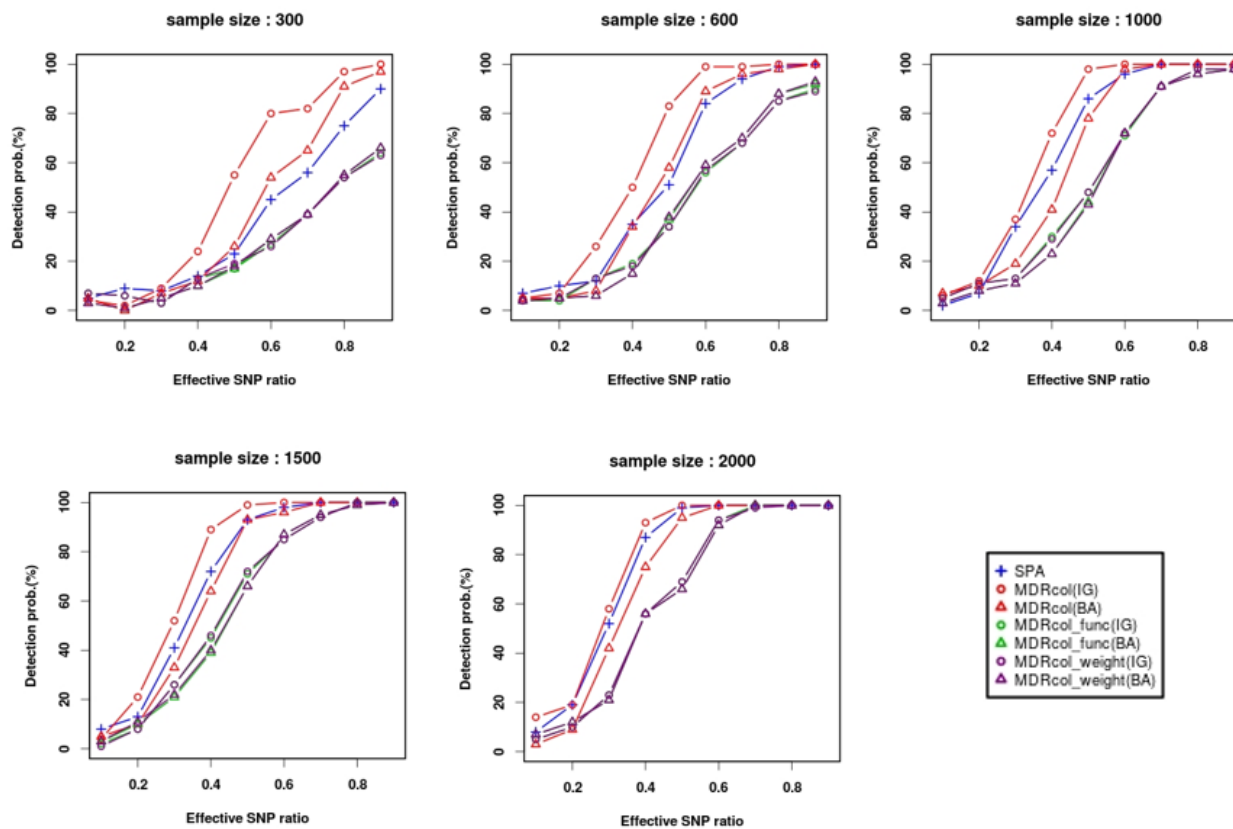 sample size : 300
Detection prob.(%)
0 20 40 60 80 100
0.2 0.4 0.6 0.8
Effective SNP ratio
sample size : 600
Detection prob.(%)
0 20 40 60 80 100
0.2 0.4 0.6 0.8
Effective SNP ratio
sample size : 1000
Detection prob.(%)
0 20 40 60 80 100
0.2 0.4 0.6 0.8
Effective SNP ratio
sample size : 1500
Detection prob.(%)
0 20 40 60 80 100
0.2 0.4 0.6 0.8
Effective SNP ratio
sample size : 2000
Detection prob.(%)
0 20 40 60 80 100
0.2 0.4 0.6 0.8
Effective SNP ratio
SPA
MDRcol(IG)
MDRcol(BA)
MDRcol_func(IG)
MDRcol_func(BA)
MDRcol_weight(IG)
MDRcol_weight(BA)